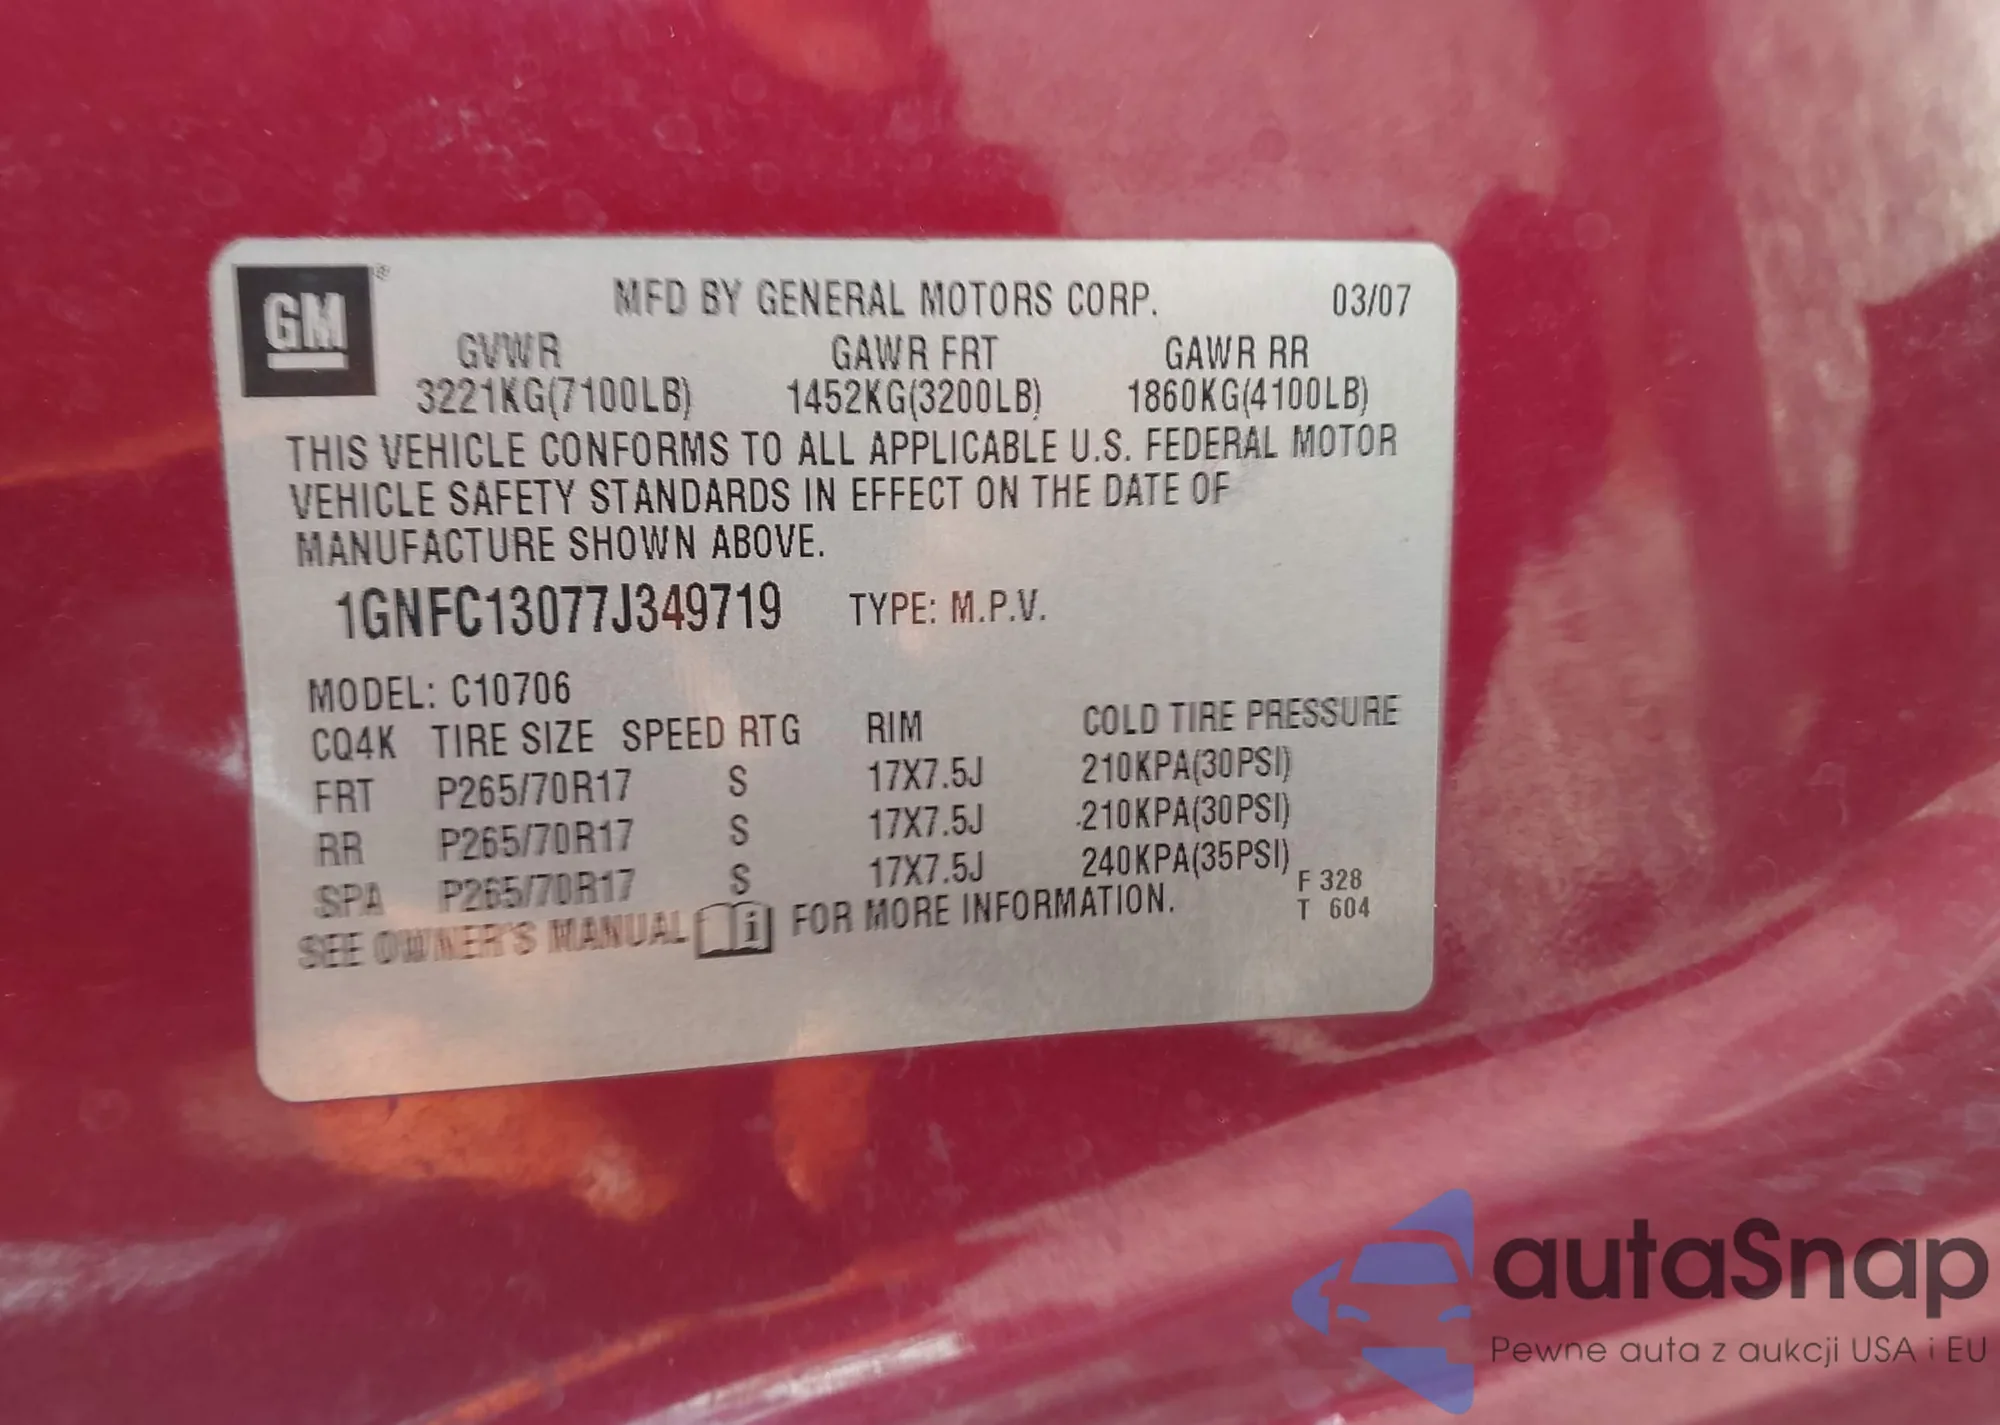 GM®
MFD BY GENERAL MOTORS CORP. 03/07
GVWR GAWR FRT GAWR RR
3221KG(7100LB) 1452KG(3200LB) 1860KG(4100LB)
THIS VEHICLE CONFORMS TO ALL APPLICABLE U.S. FEDERAL MOTOR
VEHICLE SAFETY STANDARDS IN EFFECT ON THE DATE OF
MANUFACTURE SHOWN ABOVE.
1GNFC13077J349719 TYPE: M.P.V.
MODEL: C10706
CQ4K TIRE SIZE SPEED RTG RIM COLD TIRE PRESSURE
FRT P265/70R17 S 17X7.5J 210KPA(30PSI)
RR P265/70R17 S 17X7.5J 210KPA(30PSI)
SPA P265/70R17 S 17X7.5J 240KPA(35PSI)
SEE OWNER'S MANUAL i FOR MORE INFORMATION.
F 328
T 604
autaSnap
Pewne auta z aukcji USA i EU